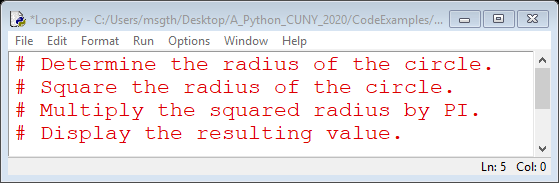 *Loops.py - C:/Users/msgth/Desktop/A_Python_CUNY_2020/CodeExamples/...
File Edit Format Run Options Window Help
# Determine the radius of the circle.
# Square the radius of the circle.
# Multiply the squared radius by PI.
# Display the resulting value.
Ln: 5 Col: 0